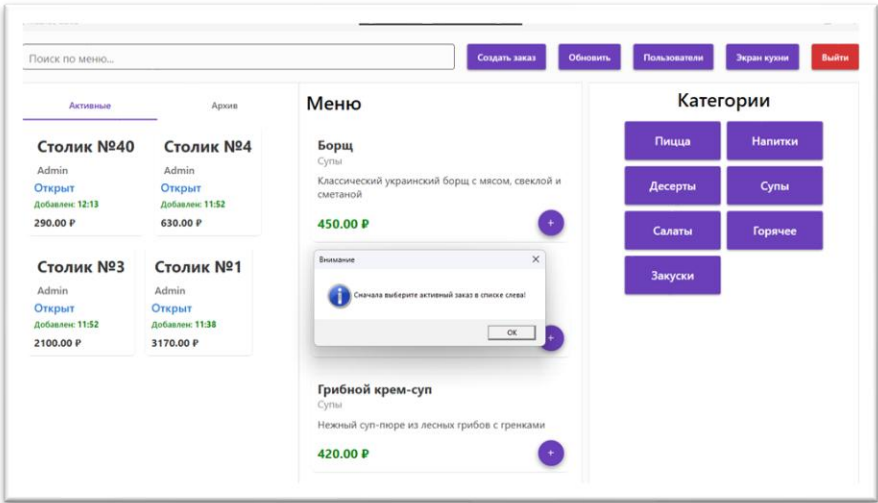 Поиск по меню...
Создать заказ
Обновить
Пользователи
Экран кухни
Выйти
Активные
Архив
Столик №40
Admin
Открыт
Добавлен: 12:13
290.00 ₽
Столик №4
Admin
Открыт
Добавлен: 11:52
630.00 ₽
Столик №3
Admin
Открыт
Добавлен: 11:52
2100.00 ₽
Столик №1
Admin
Открыт
Добавлен: 11:38
3170.00 ₽
Меню
Борщ
Супы
Классический украинский борщ с мясом, свеклой и
сметаной
450.00 ₽
+
Внимание
Сначала выберите активный заказ в списке слева!
OK
+
Грибной крем-суп
Супы
Нежный суп-пюре из лесных грибов с гренками
420.00 ₽
+
Категории
Пицца
Напитки
Десерты
Супы
Салаты
Горячее
Закуски